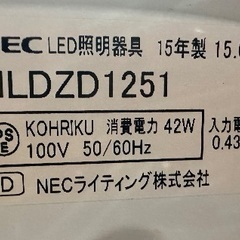 NEC LED照明器具 15年製 15.0
HLDZD1251
PS E KOHRIKU 消費電力 42W 入力電
100V 50/60Hz 0.43
D NECライティング株式会社